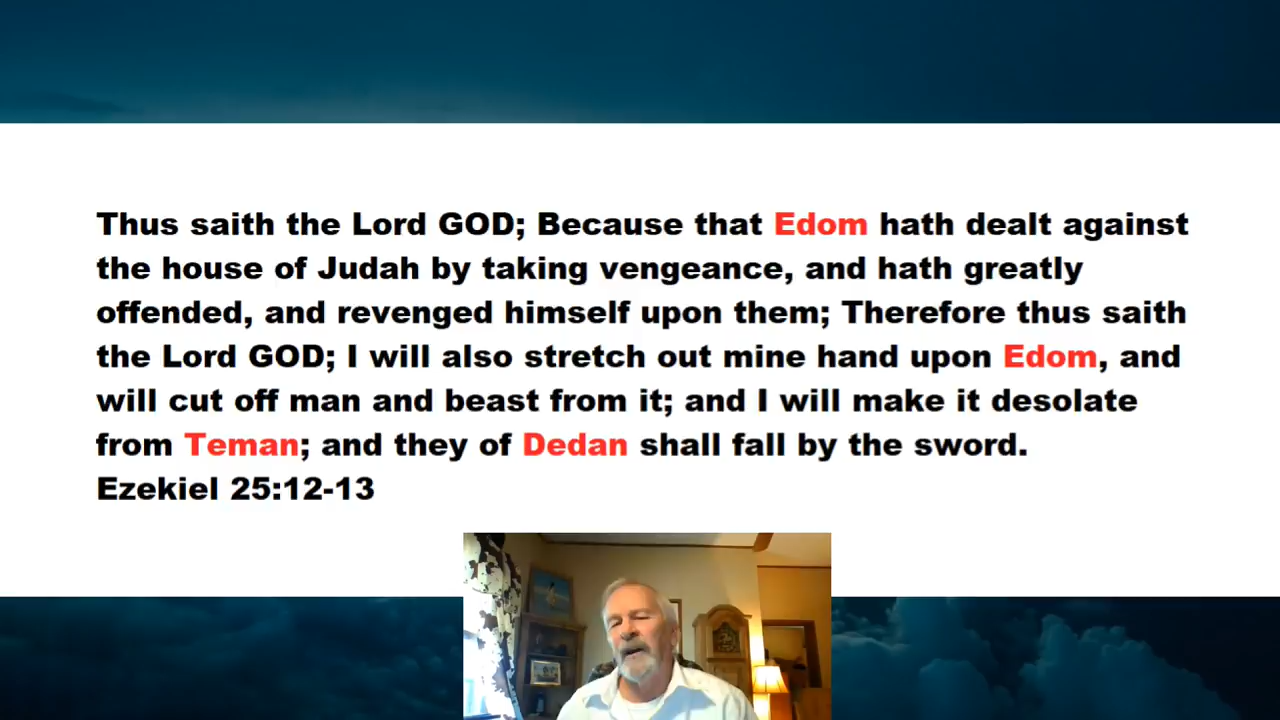 Thus saith the Lord GOD; Because that Edom hath dealt against
the house of Judah by taking vengeance, and hath greatly
offended, and revenged himself upon them; Therefore thus saith
the Lord GOD; I will also stretch out mine hand upon Edom, and
will cut off man and beast from it; and I will make it desolate
from Teman; and they of Dedan shall fall by the sword.
Ezekiel 25:12-13